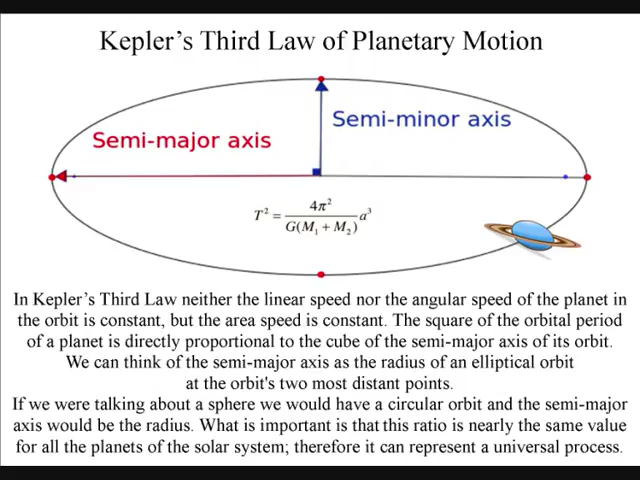 Kepler's Third Law of Planetary Motion
Semi-minor axis
Semi-major axis
T² = 4π² / G(M₁ + M₂) a³
In Kepler's Third Law neither the linear speed nor the angular speed of the planet in
the orbit is constant, but the area speed is constant. The square of the orbital period
of a planet is directly proportional to the cube of the semi-major axis of its orbit.
We can think of the semi-major axis as the radius of an elliptical orbit
at the orbit's two most distant points.
If we were talking about a sphere we would have a circular orbit and the semi-major
axis would be the radius. What is important is that this ratio is nearly the same value
for all the planets of the solar system; therefore it can represent a universal process.